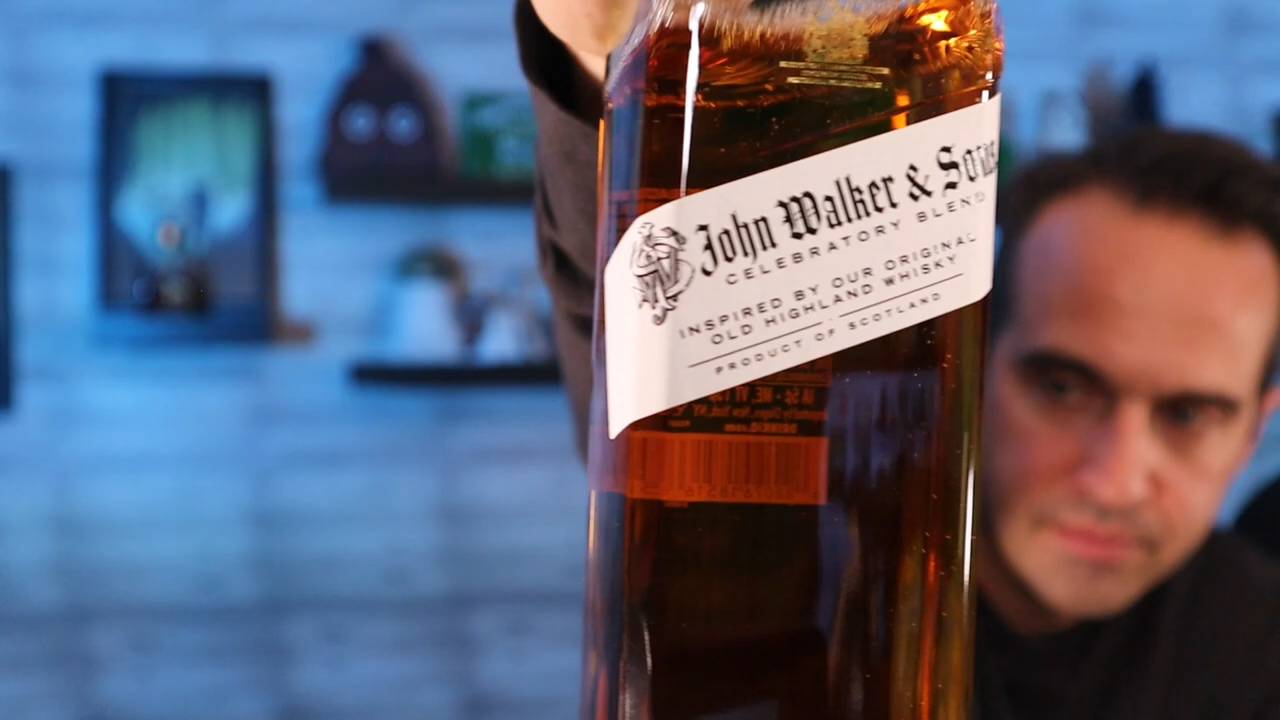 John Walker & Sons
CELEBRATORY BLEND
INSPIRED BY OUR ORIGINAL
OLD HIGHLAND WHISKY
PRODUCT OF SCOTLAND